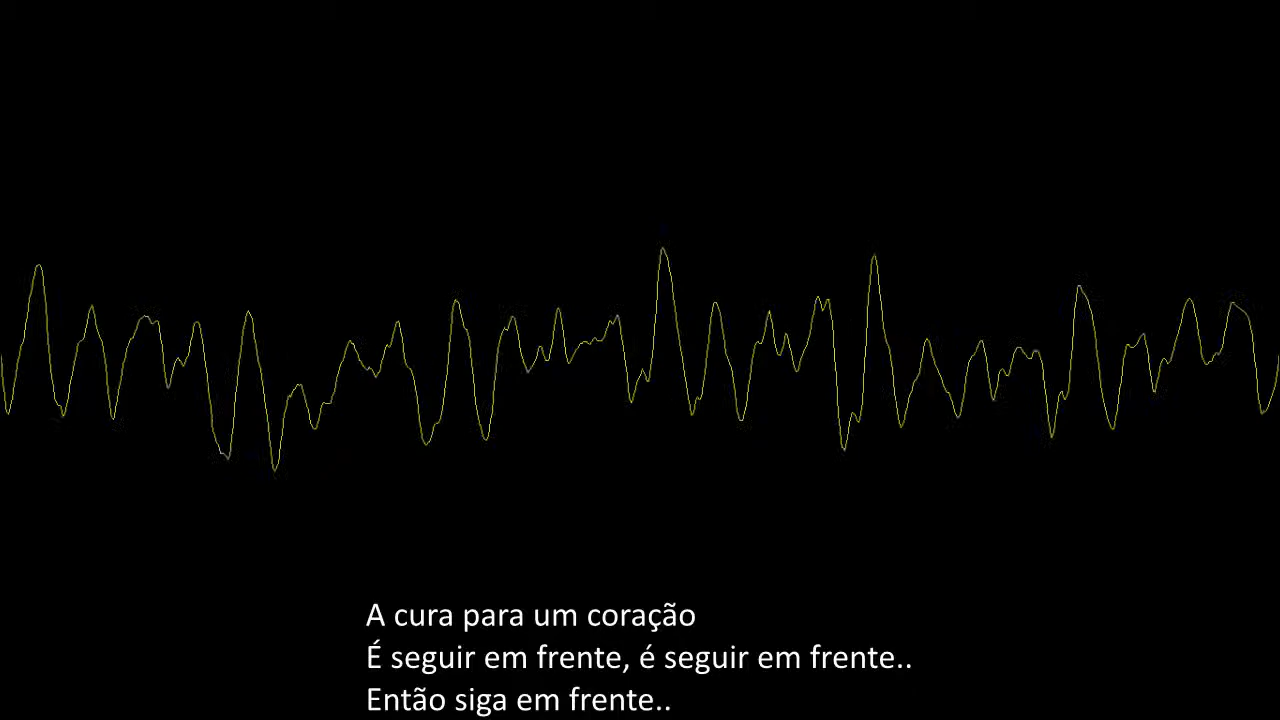 A cura para um coração
É seguir em frente, é seguir em frente..
Então siga em frente..